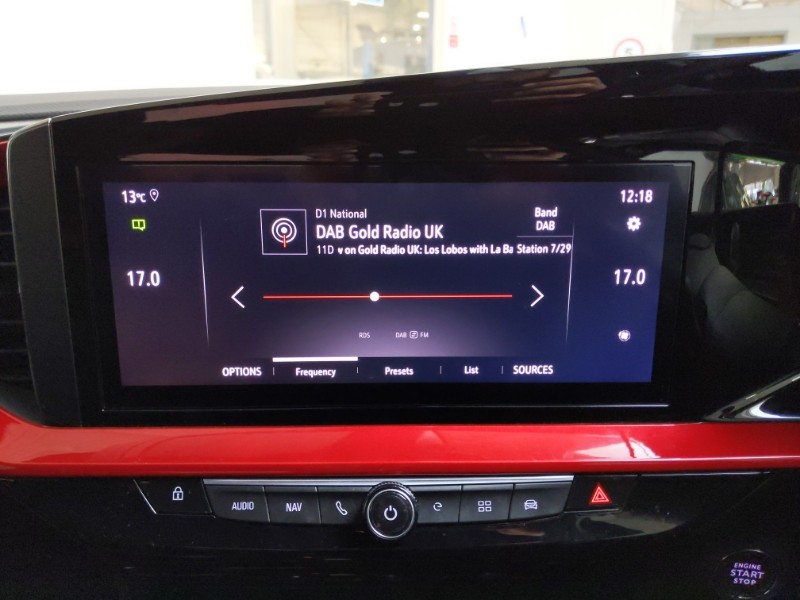 13°C
12:18
D1 National
DAB Gold Radio UK
11D w on Gold Radio UK: Los Lobos with La Ba Station 7/29
Band
DAB
17.0
17.0
RDS DAB FM
OPTIONS Frequency Presets List SOURCES
AUDIO NAV
ENGINE
START
STOP